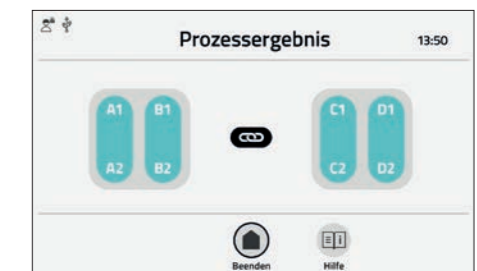 Prozessergebnis 13:50
A1 B1 C1 D1
A2 B2 C2 D2
Beenden Hilfe